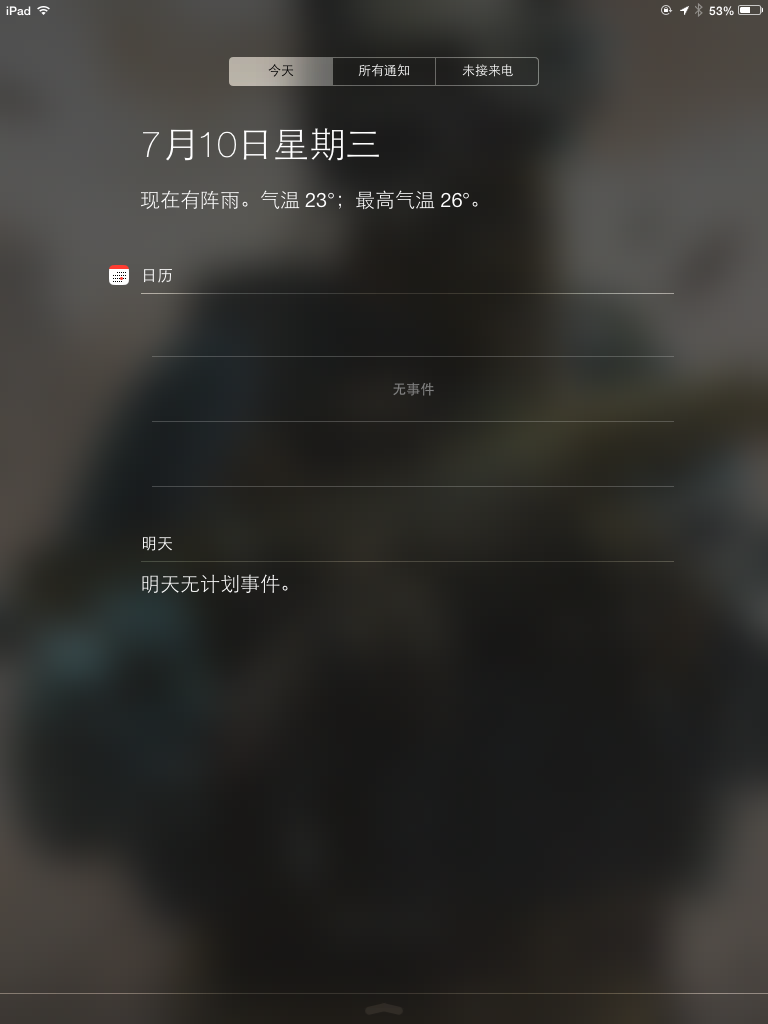 iPad 53%
今天 所有通知 未接来电
7月10日星期三
现在有阵雨。气温 23°；最高气温 26°。
日历
无事件
明天
明天无计划事件。